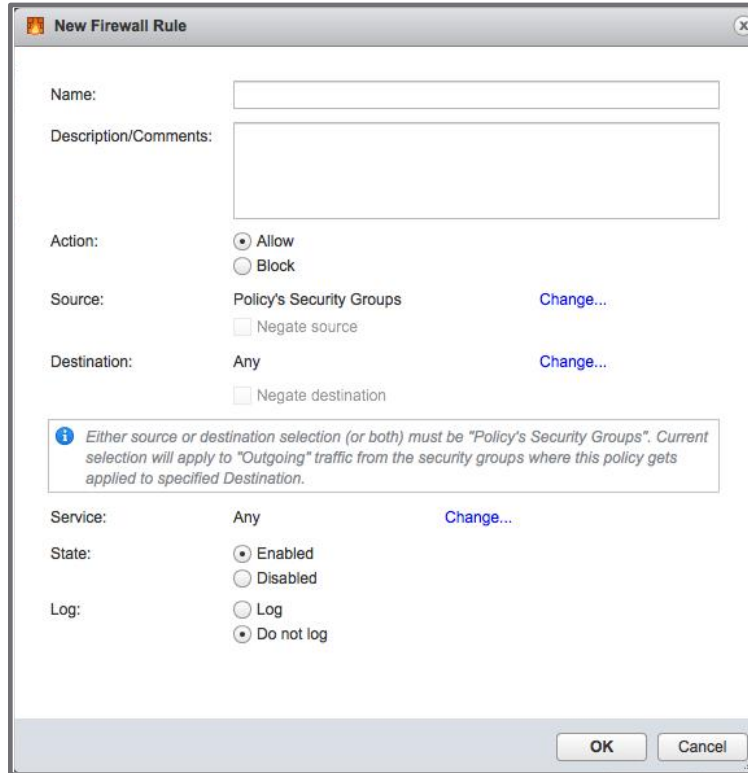 New Firewall Rule
Name:
Description/Comments:
Action:
Allow
Block
Source:
Policy's Security Groups
Change...
Negate source
Destination:
Any
Change...
Negate destination
Either source or destination selection (or both) must be "Policy's Security Groups". Current
selection will apply to "Outgoing" traffic from the security groups where this policy gets
applied to specified Destination.
Service:
Any
Change...
State:
Enabled
Disabled
Log:
Log
Do not log
OK
Cancel